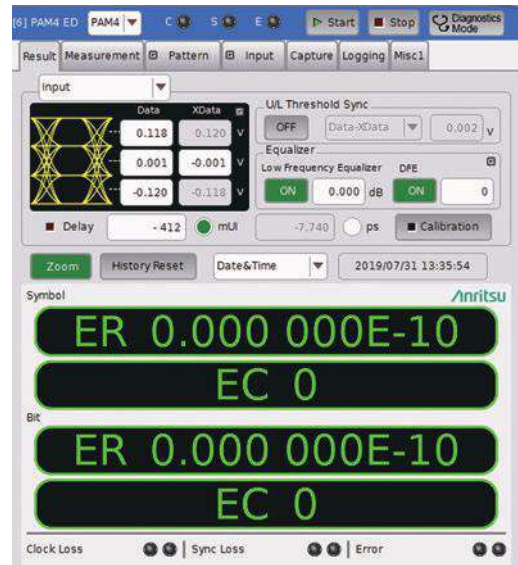 [6] PAM4 ED PAM4 C S E Start Stop Diagnostics Mode
Result Measurement Pattern Input Capture Logging Misc1
Input
Data XData
0.118 0.120 V
0.001 -0.001 V
-0.120 -0.118 V
U/L Threshold Sync
OFF Data-XData 0.002 V
Equalizer
Low Frequency Equalizer DFE
ON 0.000 dB ON 0
Delay -412 mUI -7.740 ps Calibration
Zoom History Reset Date&Time 2019/07/31 13:35:54
Symbol Anritsu
ER 0.000 000E-10
EC 0
Bit
ER 0.000 000E-10
EC 0
Clock Loss Sync Loss Error